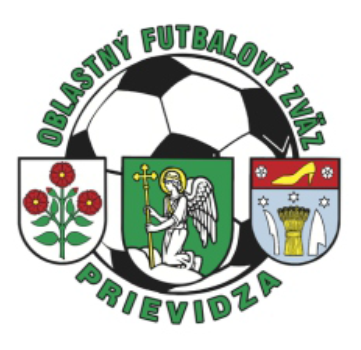 OBLASTNÝ FUTBALOVÝ ZVÄZ
PRIEVIDZA